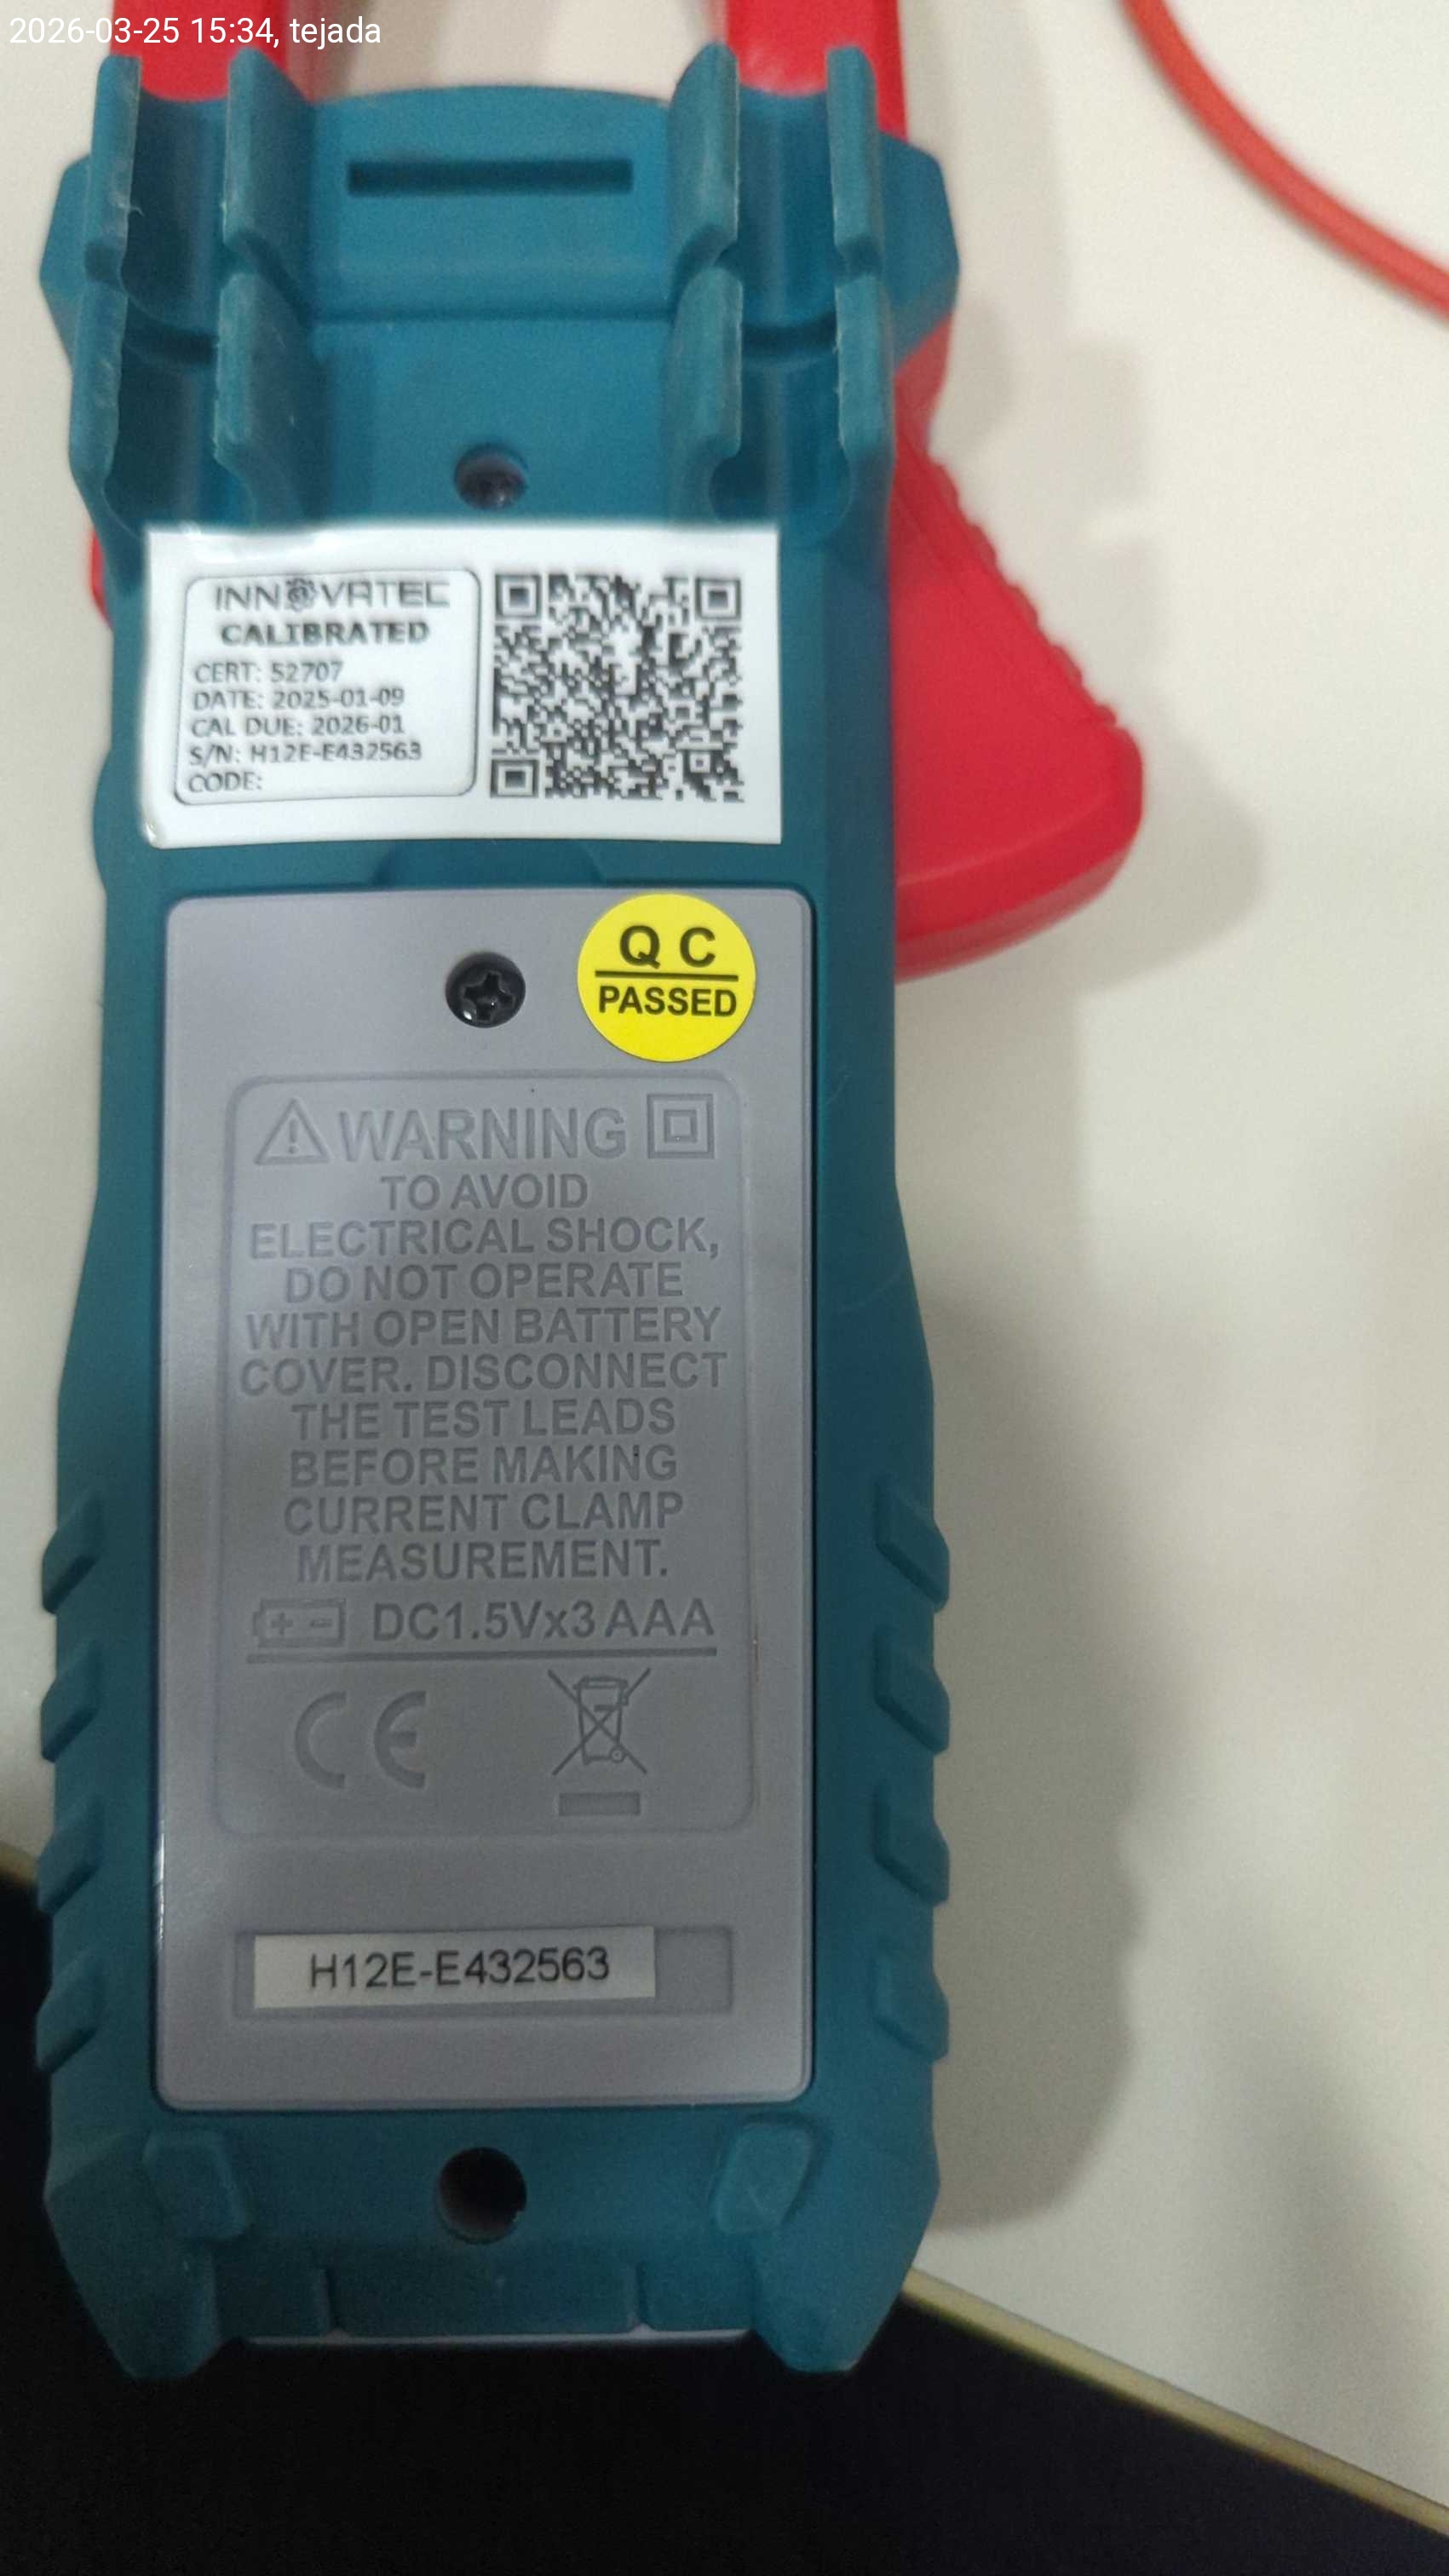 2026-03-25 15:34, tejada
INNOVATEC
CALIBRATED
CERT: 52707
DATE: 2025-01-09
CAL DUE: 2026-01
S/N: H12E-E432563
CODE:
Q C
PASSED
WARNING
TO AVOID
ELECTRICAL SHOCK,
DO NOT OPERATE
WITH OPEN BATTERY
COVER. DISCONNECT
THE TEST LEADS
BEFORE MAKING
CURRENT CLAMP
MEASUREMENT.
+ - DC1.5Vx3 AAA
CE
H12E-E432563